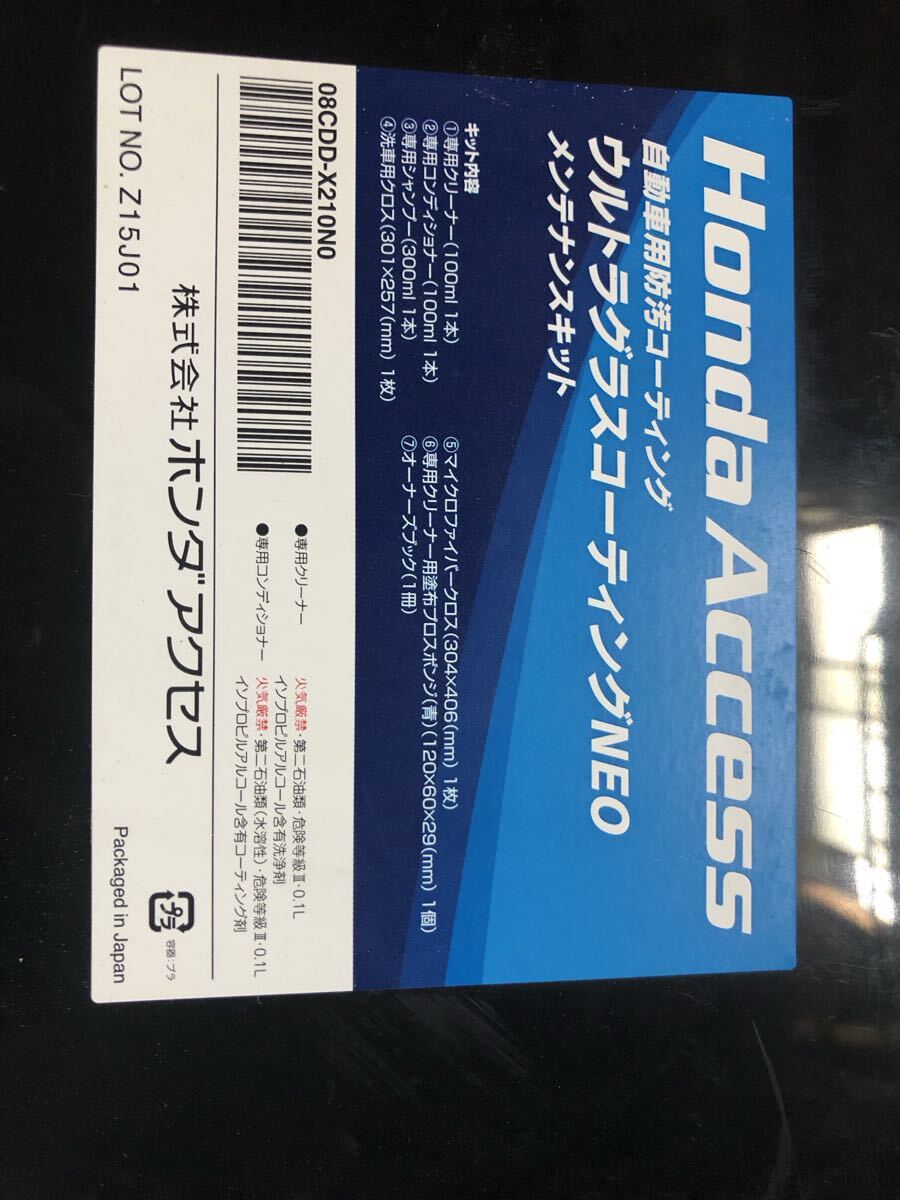 Honda Access
自動車用防汚コーティング
ウルトラグラスコーティングNEO
メンテナンスキット
キット内容
①専用クリーナー(100ml 1本)
②専用コンディショナー(100ml 1本)
③専用シャンプー(300ml 1本)
④洗車用クロス(301×257(mm) 1枚)
⑤マイクロファイバークロス(304×406(mm) 1枚)
⑥専用クリーナー用塗布プロスポンジ(青)(120×60×29(mm) 1個)
⑦オーナーズブック(1冊)
08CDD-X210N0
●専用クリーナー 火気厳禁・第二石油類・危険等級Ⅲ・0.1L
イソプロピルアルコール含有洗浄剤
●専用コンディショナー 火気厳禁・第二石油類(水溶性)・危険等級Ⅲ・0.1L
イソプロピルアルコール含有コーティング剤
株式会社ホンダアクセス
プラ
容器:プラ
LOT NO. Z15J01
Packaged in Japan